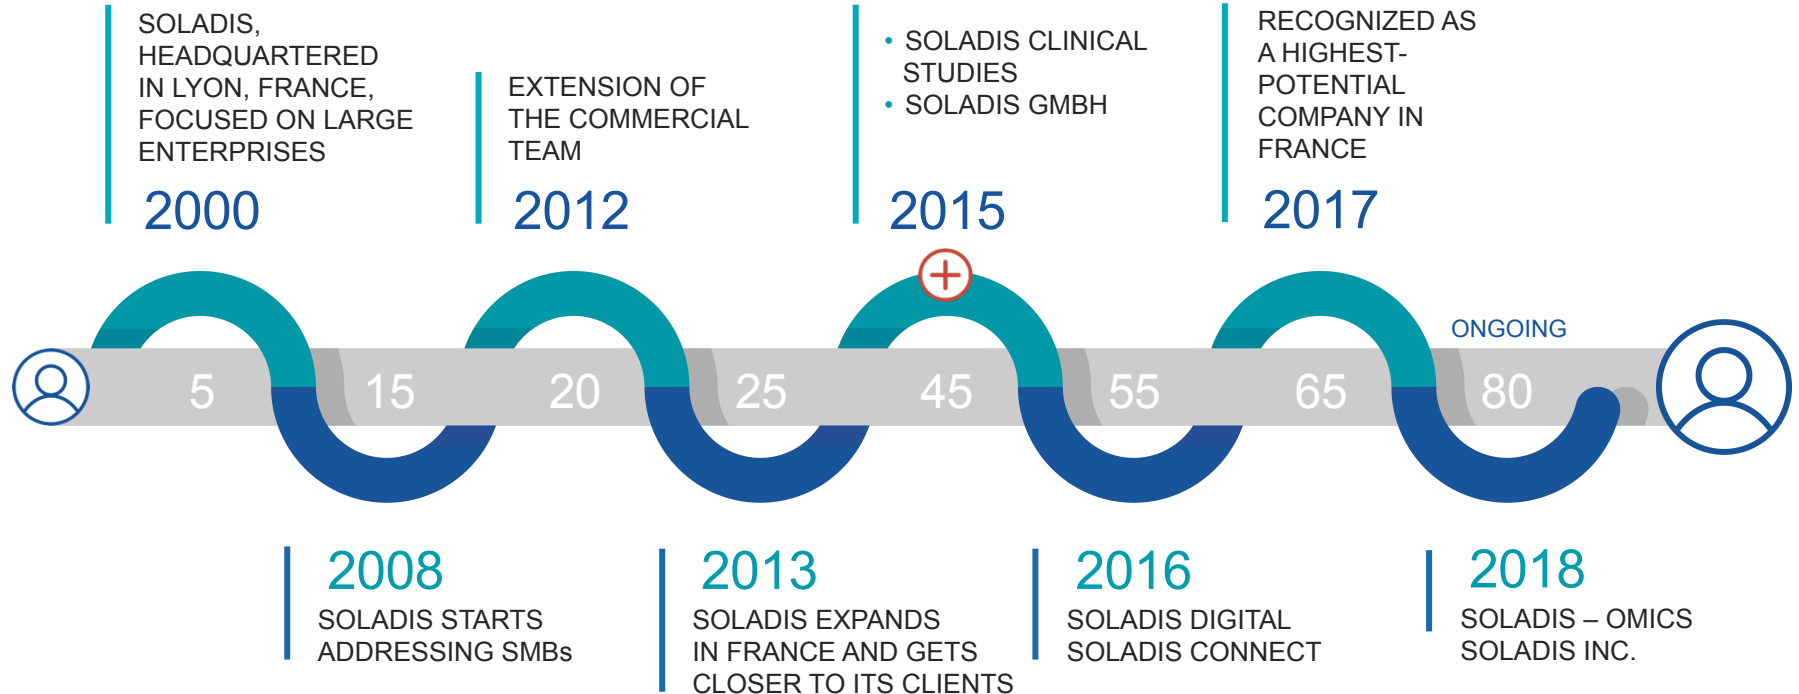 SOLADIS,
HEADQUARTERED
IN LYON, FRANCE,
FOCUSED ON LARGE
ENTERPRISES
2000
EXTENSION OF
THE COMMERCIAL
TEAM
2012
• SOLADIS CLINICAL
STUDIES
• SOLADIS GMBH
2015
RECOGNIZED AS
A HIGHEST-
POTENTIAL
COMPANY IN
FRANCE
2017
ONGOING
5 15 20 25 45 55 65 80
2008
SOLADIS STARTS
ADDRESSING SMBs
2013
SOLADIS EXPANDS
IN FRANCE AND GETS
CLOSER TO ITS CLIENTS
2016
SOLADIS DIGITAL
SOLADIS CONNECT
2018
SOLADIS – OMICS
SOLADIS INC.